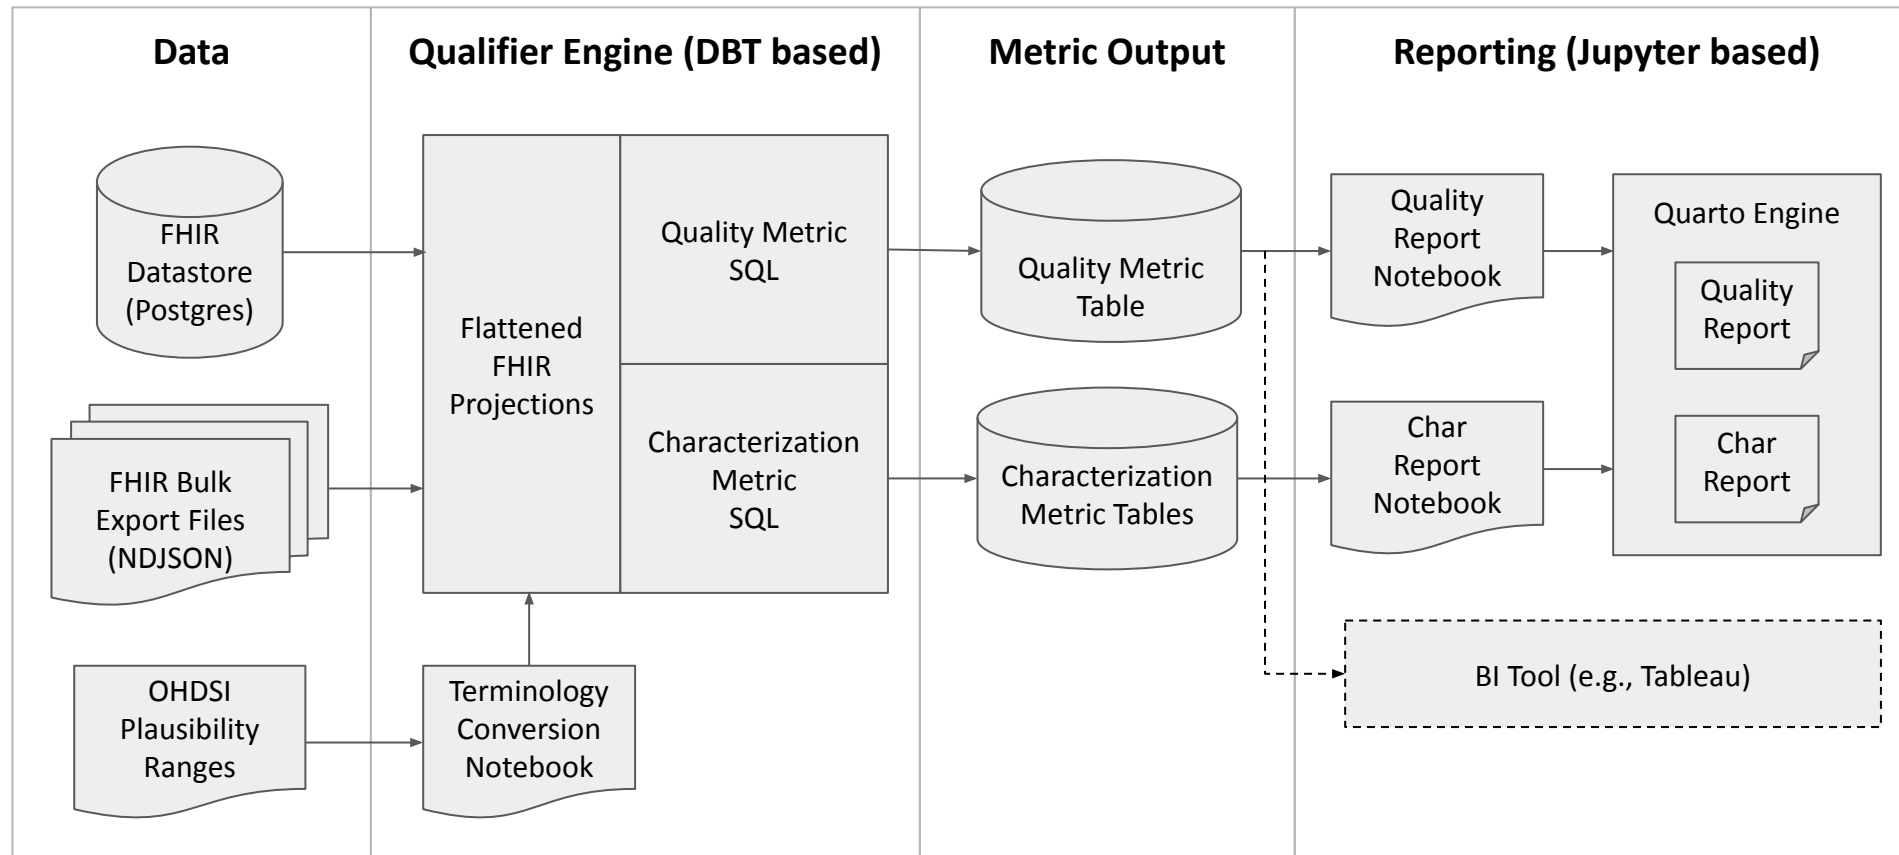 Data
Qualifier Engine (DBT based)
Metric Output
Reporting (Jupyter based)
FHIR
Datastore
(Postgres)
FHIR Bulk
Export Files
(NDJSON)
OHDSI
Plausibility
Ranges
Flattened
FHIR
Projections
Quality Metric
SQL
Characterization
Metric
SQL
Terminology
Conversion
Notebook
Quality Metric
Table
Characterization
Metric Tables
Quality
Report
Notebook
Char
Report
Notebook
Quarto Engine
Quality
Report
Char
Report
BI Tool (e.g., Tableau)